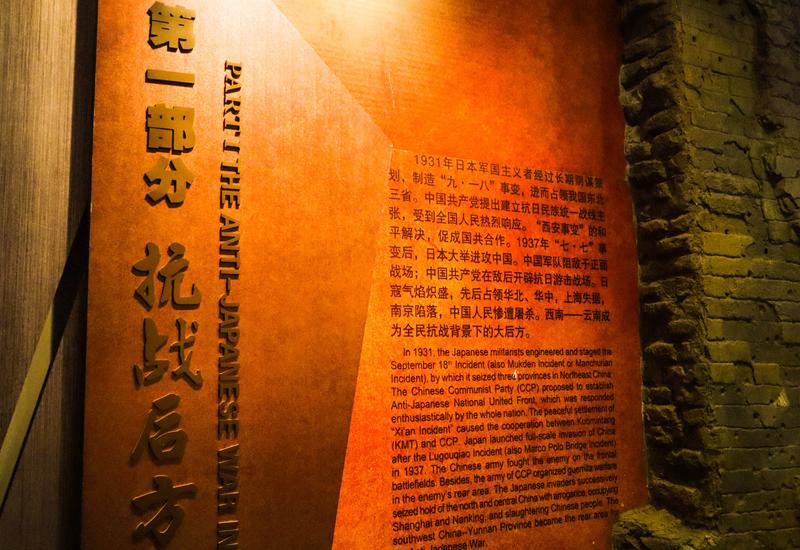 第一部分 抗战后方
PART I THE ANTI-JAPANESE WAR IN
1931年日本军国主义者经过长期阴谋策
划、制造“九·一八”事变，进而占领我国东北
三省。中国共产党提出建立抗日民族统一战线主
张，受到全国人民热烈响应。“西安事变”的和
平解决，促成国共合作。1937年“七·七”事
变后，日本大举进攻中国。中国军队阻敌于正面
战场；中国共产党在敌后开辟抗日游击战场。日
寇气焰炽盛，先后占领华北、华中，上海失据，
南京陷落，中国人民惨遭屠杀。西南——云南成
为全民抗战背景下的大后方。
In 1931, the Japanese militarists engineered and staged the
September 18th Incident (also Mukden Incident or Manchurian
Incident), by which it seized three provinces in Northeast China.
The Chinese Communist Party (CCP) proposed to establish
Anti-Japanese National United Front, which was responded
enthusiastically by the whole nation. The peaceful settlement of
“Xi'an Incident” caused the cooperation between Kuomintang
(KMT) and CCP. Japan launched full-scale invasion of China
after the Lugouqiao Incident (also Marco Polo Bridge Incident)
in 1937. The Chinese army fought the enemy on the frontal
battlefields. Besides, the army of CCP organized guerrilla warfare
in the enemy's rear area. The Japanese invaders successively
seized hold of the north and central China with arrogance, occupying
Shanghai and Nanking, and slaughtering Chinese people. The
southwest China--Yunnan Province became the rear area for
Anti-Japanese War.